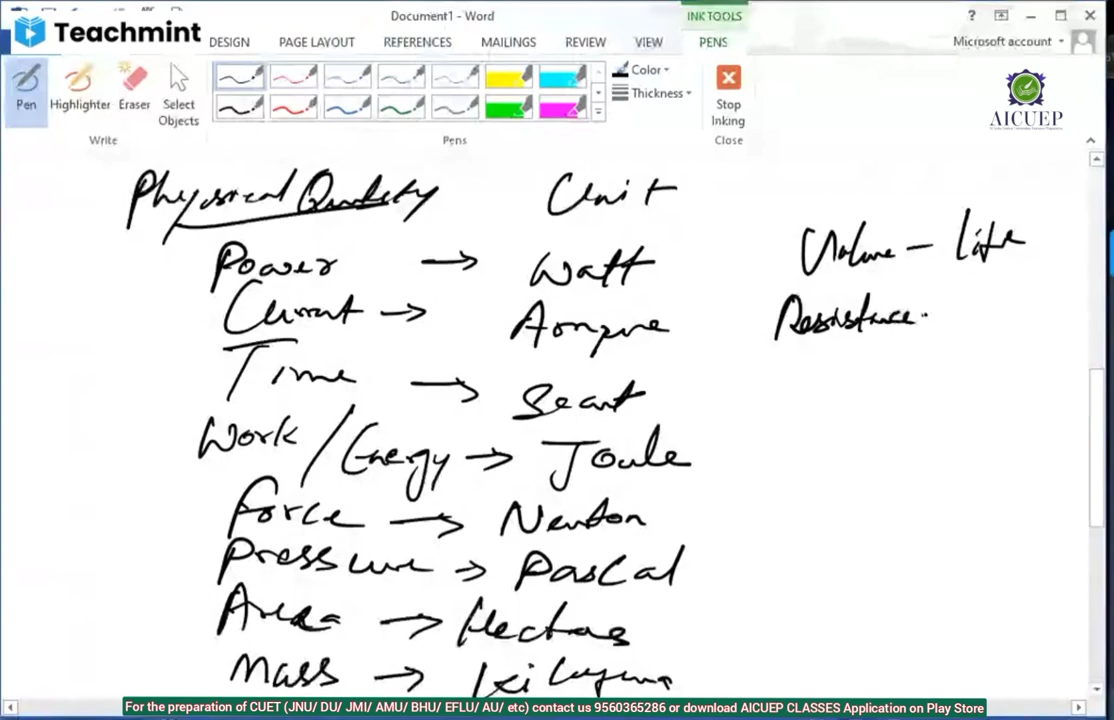 Document1 - Word
INK TOOLS
Teachmint
DESIGN PAGE LAYOUT REFERENCES MAILINGS REVIEW VIEW PENS
Microsoft account
Pen Highlighter Eraser Select Objects
Color
Thickness
Stop Inking
Write Pens Close
AICUEP
Physical Quantity Unit
Power → Watt
Current → Ampere
Time → Second
Work / Energy → Joule
Force → Newton
Pressure → Pascal
Area → Hectares
Mass → Kilogram
Volume - Litre
Resistance
For the preparation of CUET (JNU/ DU/ JMI/ AMU/ BHU/ EFLU/ AU/ etc) contact us 9560365286 or download AICUEP CLASSES Application on Play Store